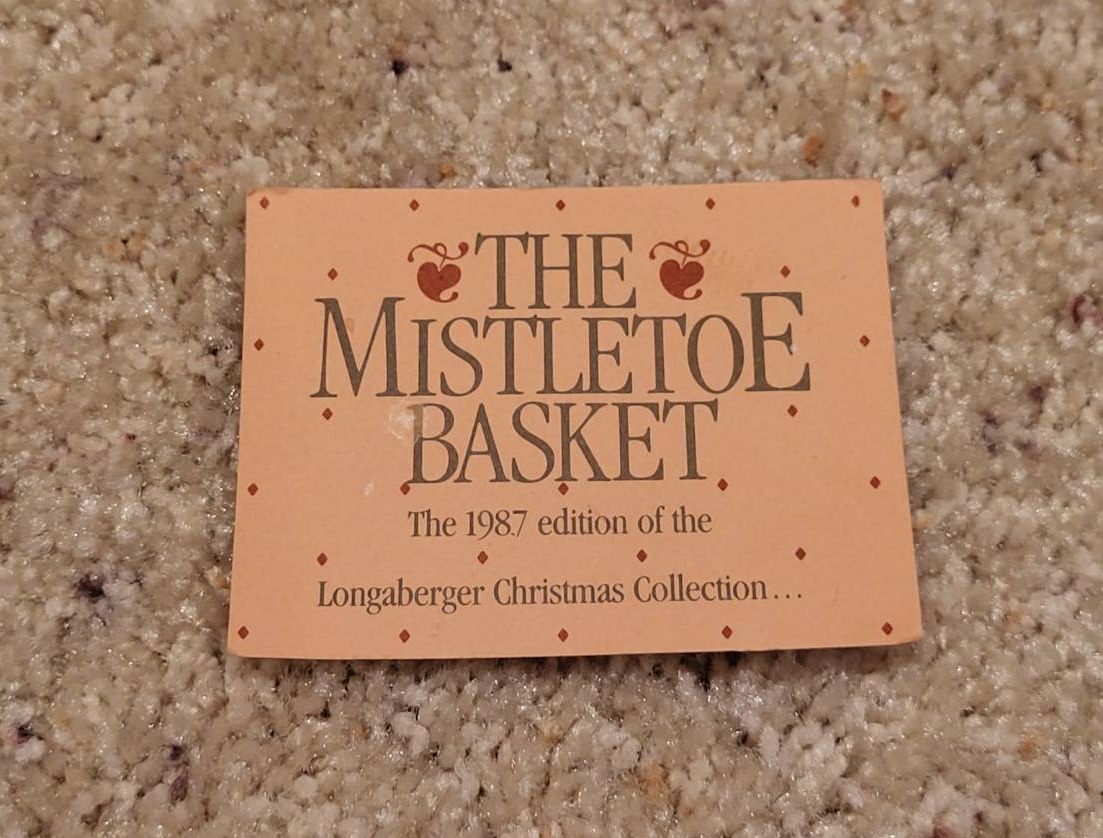 THE
MISTLETOE
BASKET
The 1987 edition of the
Longaberger Christmas Collection...